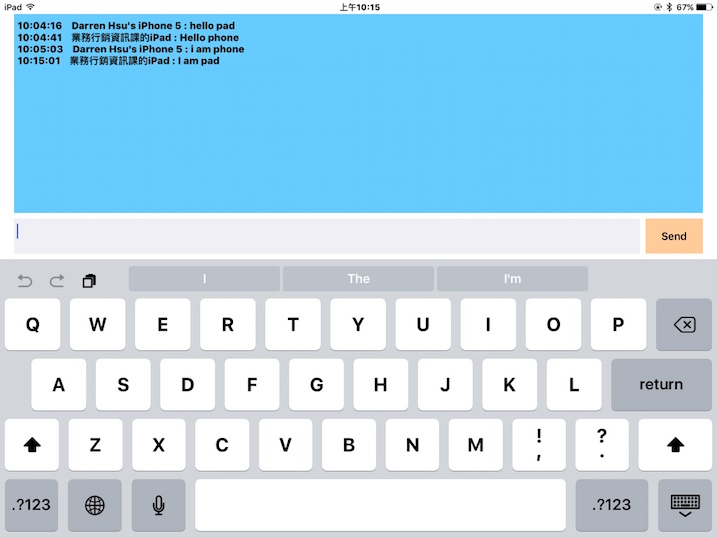 iPad 上午10:15 67%
10:04:16 Darren Hsu's iPhone 5 : hello pad
10:04:41 業務行銷資訊課的iPad : Hello phone
10:05:03 Darren Hsu's iPhone 5 : i am phone
10:15:01 業務行銷資訊課的iPad : I am pad
Send
I The I'm
Q W E R T Y U I O P
A S D F G H J K L return
Z X C V B N M ! , ? .
.?123 .?123